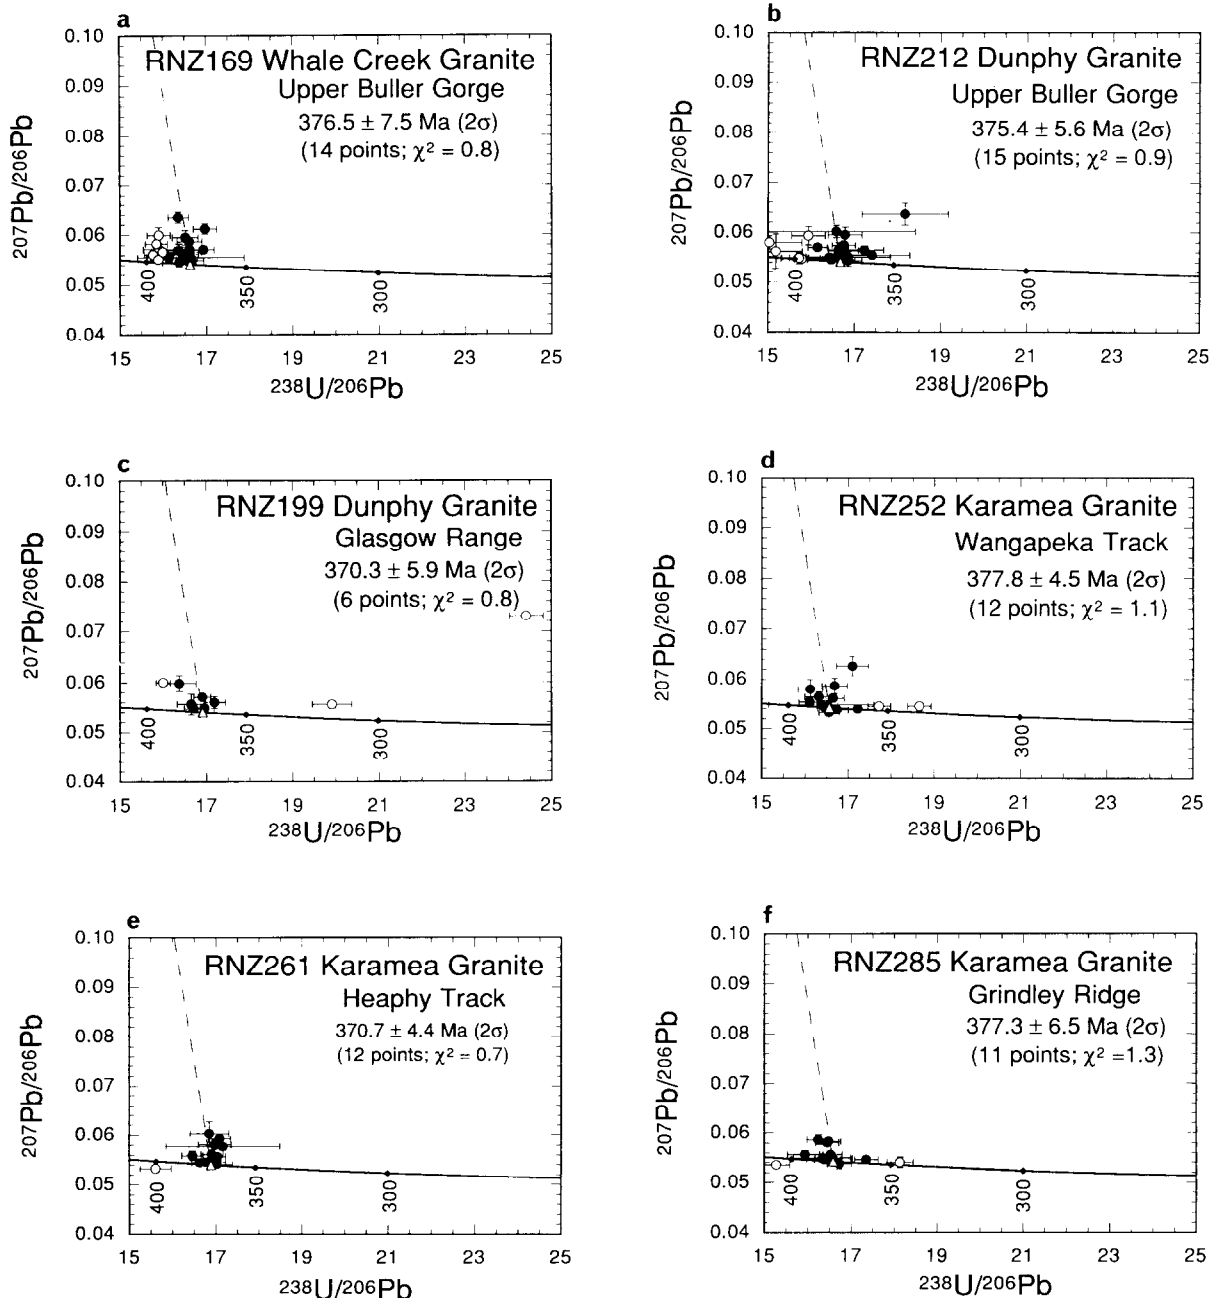 a
RNZ169 Whale Creek Granite
Upper Buller Gorge
376.5 ± 7.5 Ma (2σ)
(14 points; χ² = 0.8)
0.10
0.09
0.08
0.07
0.06
0.05
0.04
²⁰⁷Pb/²⁰⁶Pb
400
350
300
15 17 19 21 23 25
²³⁸U/²⁰⁶Pb
b
RNZ212 Dunphy Granite
Upper Buller Gorge
375.4 ± 5.6 Ma (2σ)
(15 points; χ² = 0.9)
0.10
0.09
0.08
0.07
0.06
0.05
0.04
²⁰⁷Pb/²⁰⁶Pb
400
350
300
15 17 19 21 23 25
²³⁸U/²⁰⁶Pb
c
RNZ199 Dunphy Granite
Glasgow Range
370.3 ± 5.9 Ma (2σ)
(6 points; χ² = 0.8)
0.10
0.09
0.08
0.07
0.06
0.05
0.04
²⁰⁷Pb/²⁰⁶Pb
400
350
300
15 17 19 21 23 25
²³⁸U/²⁰⁶Pb
d
RNZ252 Karamea Granite
Wangapeka Track
377.8 ± 4.5 Ma (2σ)
(12 points; χ² = 1.1)
0.10
0.09
0.08
0.07
0.06
0.05
0.04
²⁰⁷Pb/²⁰⁶Pb
400
350
300
15 17 19 21 23 25
²³⁸U/²⁰⁶Pb
e
RNZ261 Karamea Granite
Heaphy Track
370.7 ± 4.4 Ma (2σ)
(12 points; χ² = 0.7)
0.10
0.09
0.08
0.07
0.06
0.05
0.04
²⁰⁷Pb/²⁰⁶Pb
400
350
300
15 17 19 21 23 25
²³⁸U/²⁰⁶Pb
f
RNZ285 Karamea Granite
Grindley Ridge
377.3 ± 6.5 Ma (2σ)
(11 points; χ² =1.3)
0.10
0.09
0.08
0.07
0.06
0.05
0.04
²⁰⁷Pb/²⁰⁶Pb
400
350
300
15 17 19 21 23 25
²³⁸U/²⁰⁶Pb